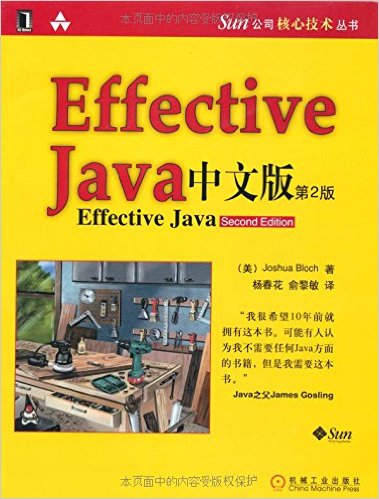 本页面中的内容受版权保护
Sun公司核心技术丛书
Effective
Java中文版第2版
Effective Java Second Edition
(美) Joshua Bloch 著
杨春花 俞黎敏 译
“我很希望10年前就
拥有这本书。可能有人认
为我不需要任何Java方面
的书籍，但是我需要这本
书。”
Java之父James Gosling
Sun
机械工业出版社
China Machine Press
本页面中的内容受版权保护